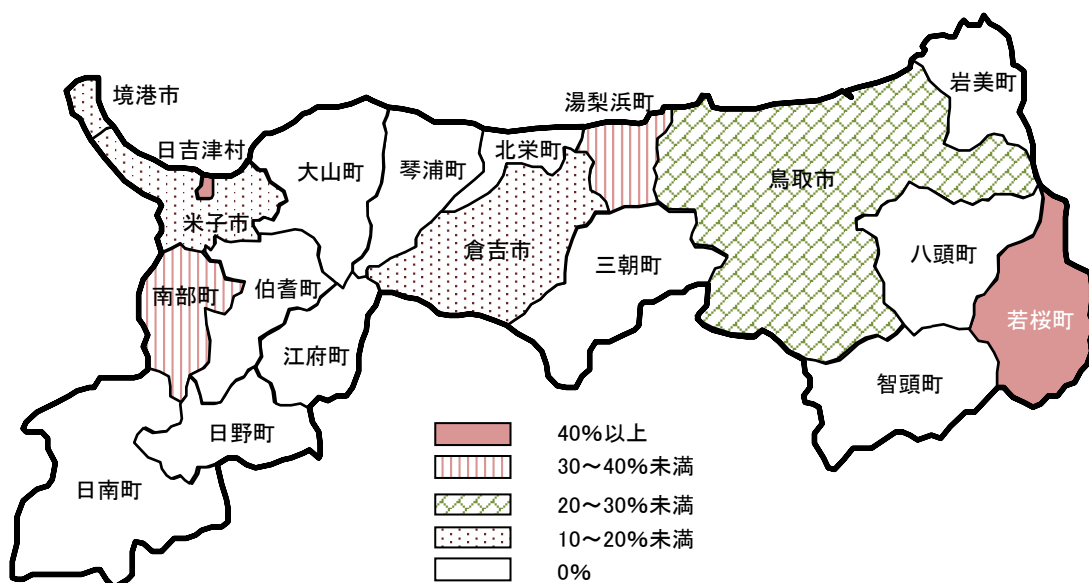 岩美町
境港市
湯梨浜町
日吉津村
北栄町
大山町
琴浦町
鳥取市
米子市
倉吉市
八頭町
三朝町
伯耆町
南部町
若桜町
江府町
智頭町
日野町
日南町
40%以上
30～40%未満
20～30%未満
10～20%未満
0%